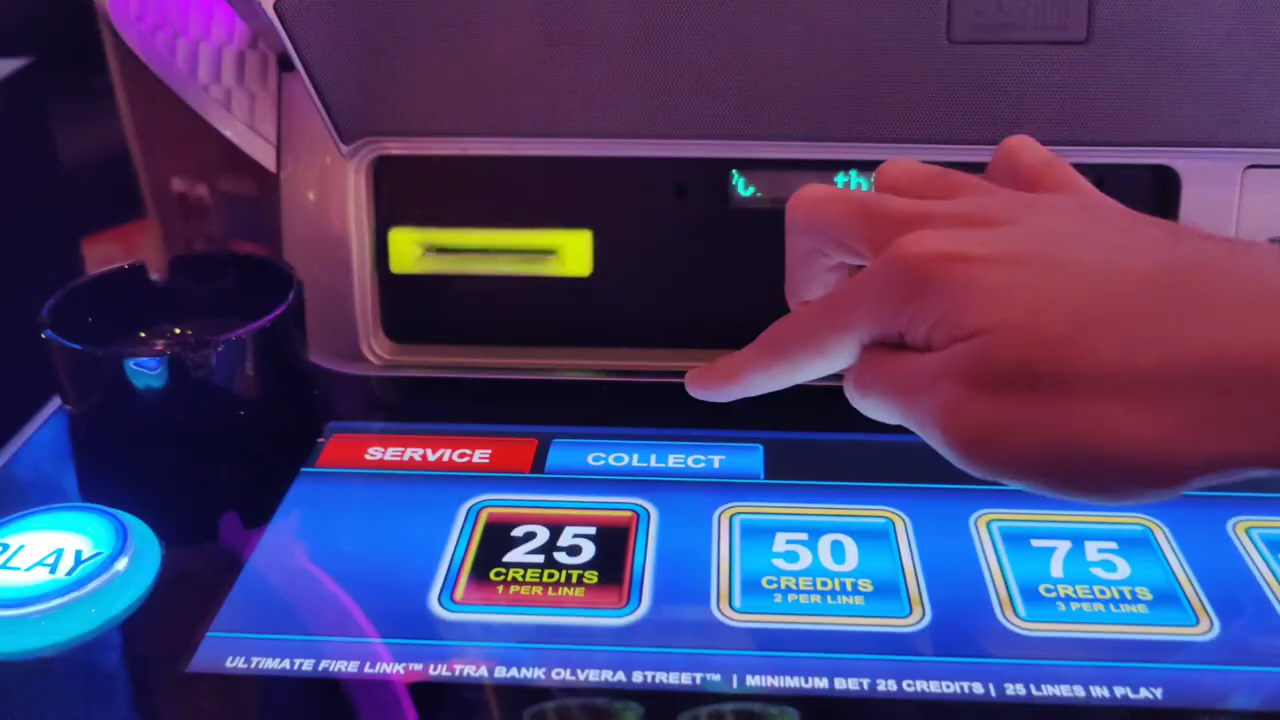 SERVICE
COLLECT
25
CREDITS
1 PER LINE
50
CREDITS
2 PER LINE
75
CREDITS
3 PER LINE
PLAY
ULTIMATE FIRE LINK™ ULTRA BANK OLVERA STREET™ | MINIMUM BET 25 CREDITS | 25 LINES IN PLAY